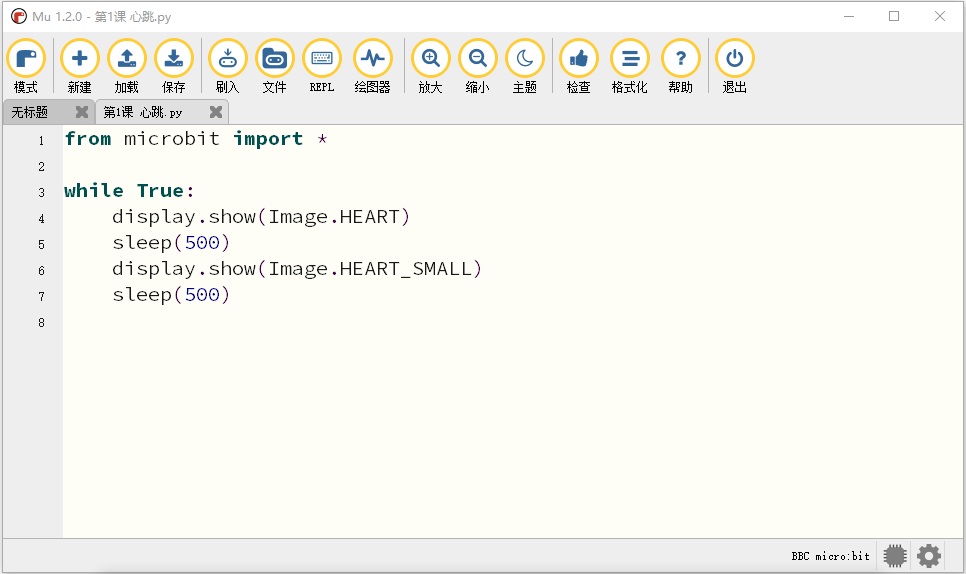 Mu 1.2.0 - 第1课 心跳.py
模式 新建 加载 保存 刷入 文件 REPL 绘图器 放大 缩小 主题 检查 格式化 帮助 退出
无标题 第1课 心跳.py
1 from microbit import *
2
3 while True:
4     display.show(Image.HEART)
5     sleep(500)
6     display.show(Image.HEART_SMALL)
7     sleep(500)
8
BBC micro:bit